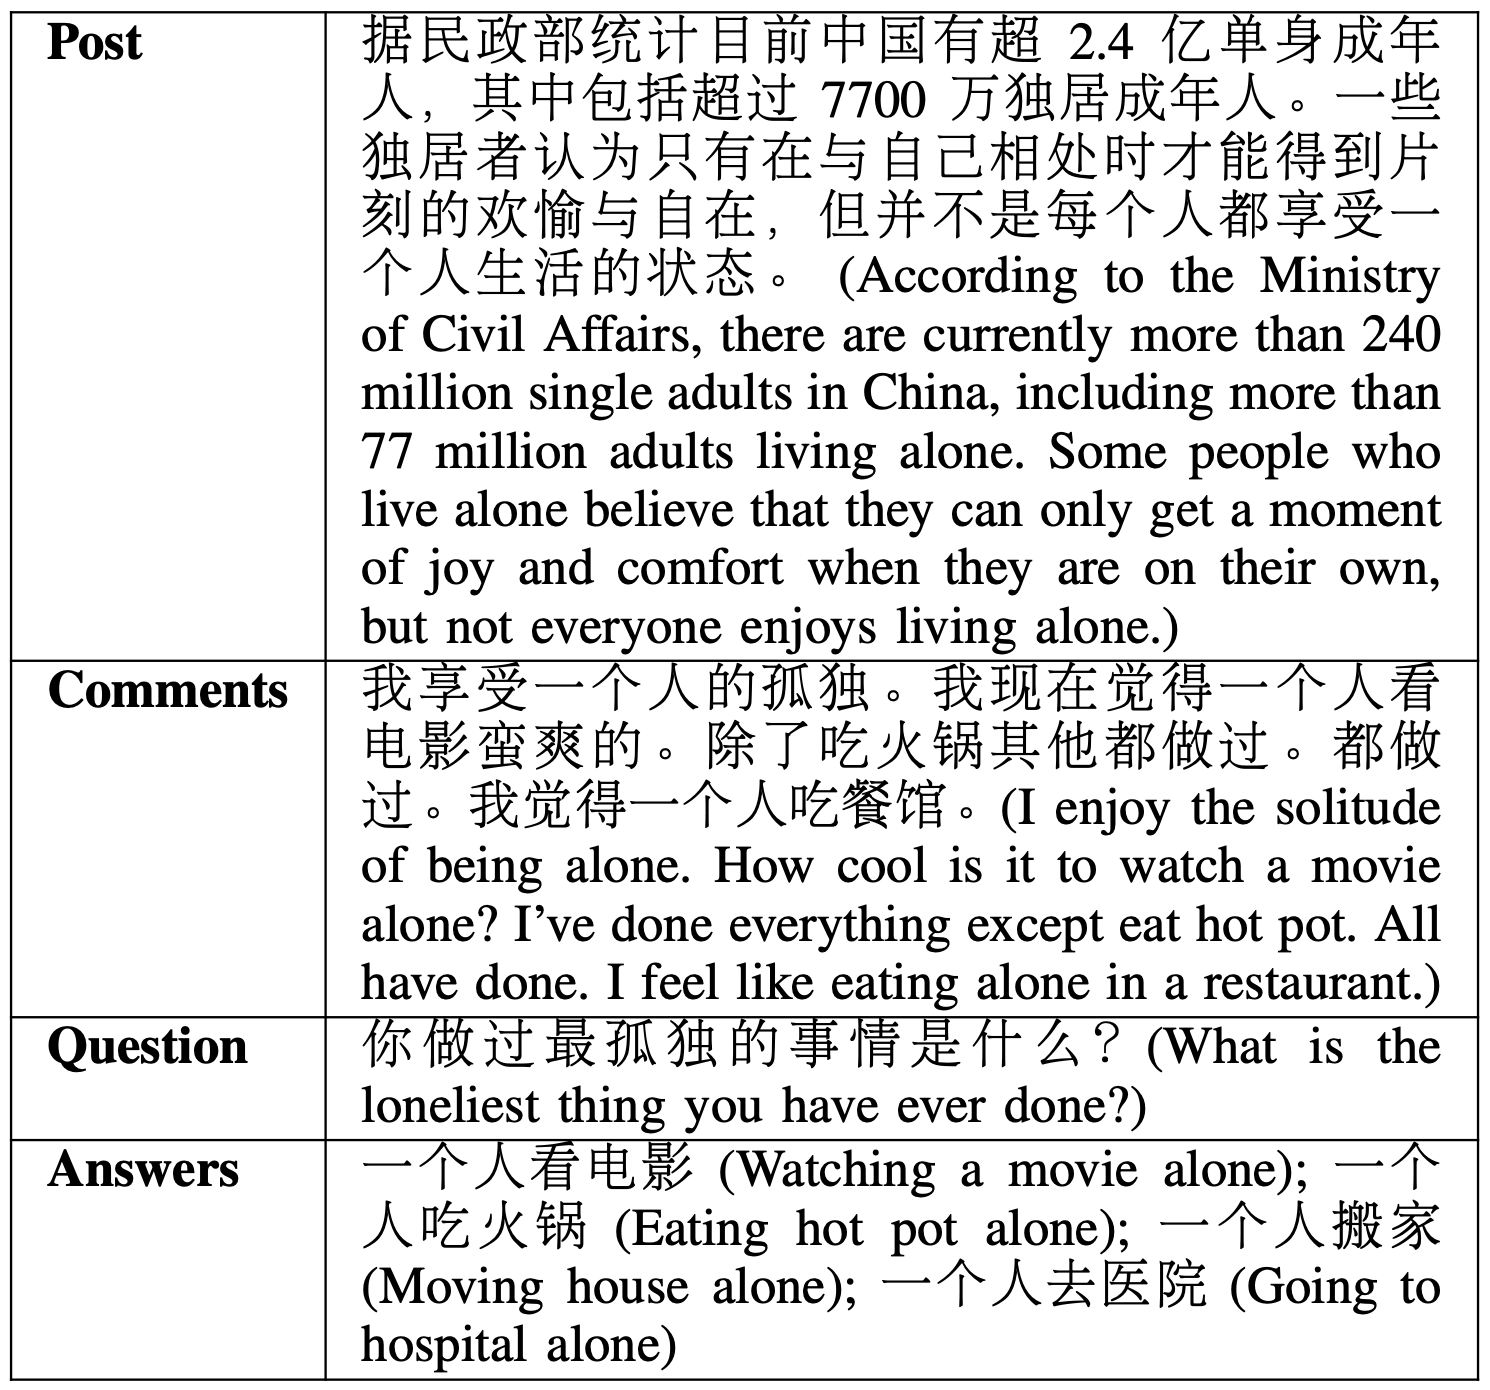 Post
据民政部统计目前中国有超 2.4 亿单身成年
人，其中包括超过 7700 万独居成年人。一些
独居者认为只有在与自己相处时才能得到片
刻的欢愉与自在，但并不是每个人都享受一
个人生活的状态。 (According to the Ministry
of Civil Affairs, there are currently more than 240
million single adults in China, including more than
77 million adults living alone. Some people who
live alone believe that they can only get a moment
of joy and comfort when they are on their own,
but not everyone enjoys living alone.)
Comments
我享受一个人的孤独。我现在觉得一个人看
电影蛮爽的。除了吃火锅其他都做过。都做
过。我觉得一个人吃餐馆。(I enjoy the solitude
of being alone. How cool is it to watch a movie
alone? I've done everything except eat hot pot. All
have done. I feel like eating alone in a restaurant.)
Question
你做过最孤独的事情是什么？(What is the
loneliest thing you have ever done?)
Answers
一个人看电影 (Watching a movie alone); 一个
人吃火锅 (Eating hot pot alone); 一个人搬家
(Moving house alone); 一个人去医院 (Going to
hospital alone)